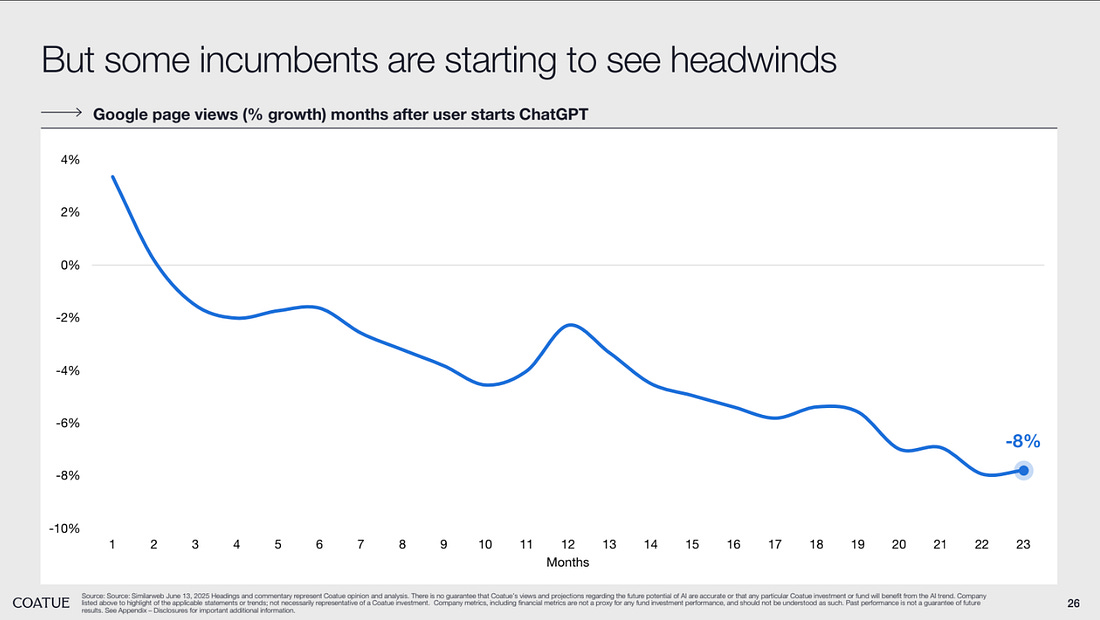 But some incumbents are starting to see headwinds
Google page views (% growth) months after user starts ChatGPT
4%
2%
0%
-2%
-4%
-6%
-8%
-10%
-8%
1 2 3 4 5 6 7 8 9 10 11 12 13 14 15 16 17 18 19 20 21 22 23
Months
COATUE
Source: Source: Similarweb June 13, 2025 Headings and commentary represent Coatue opinion and analysis. There is no guarantee that Coatue's views and projections regarding the future potential of AI are accurate or that any particular Coatue investment or fund will benefit from the AI trend. Company
listed above to highlight of the applicable statements or trends; not necessarily representative of a Coatue investment. Company metrics, including financial metrics are not a proxy for any fund investment performance, and should not be understood as such. Past performance is not a guarantee of future
results. See Appendix – Disclosures for important additional information.
26